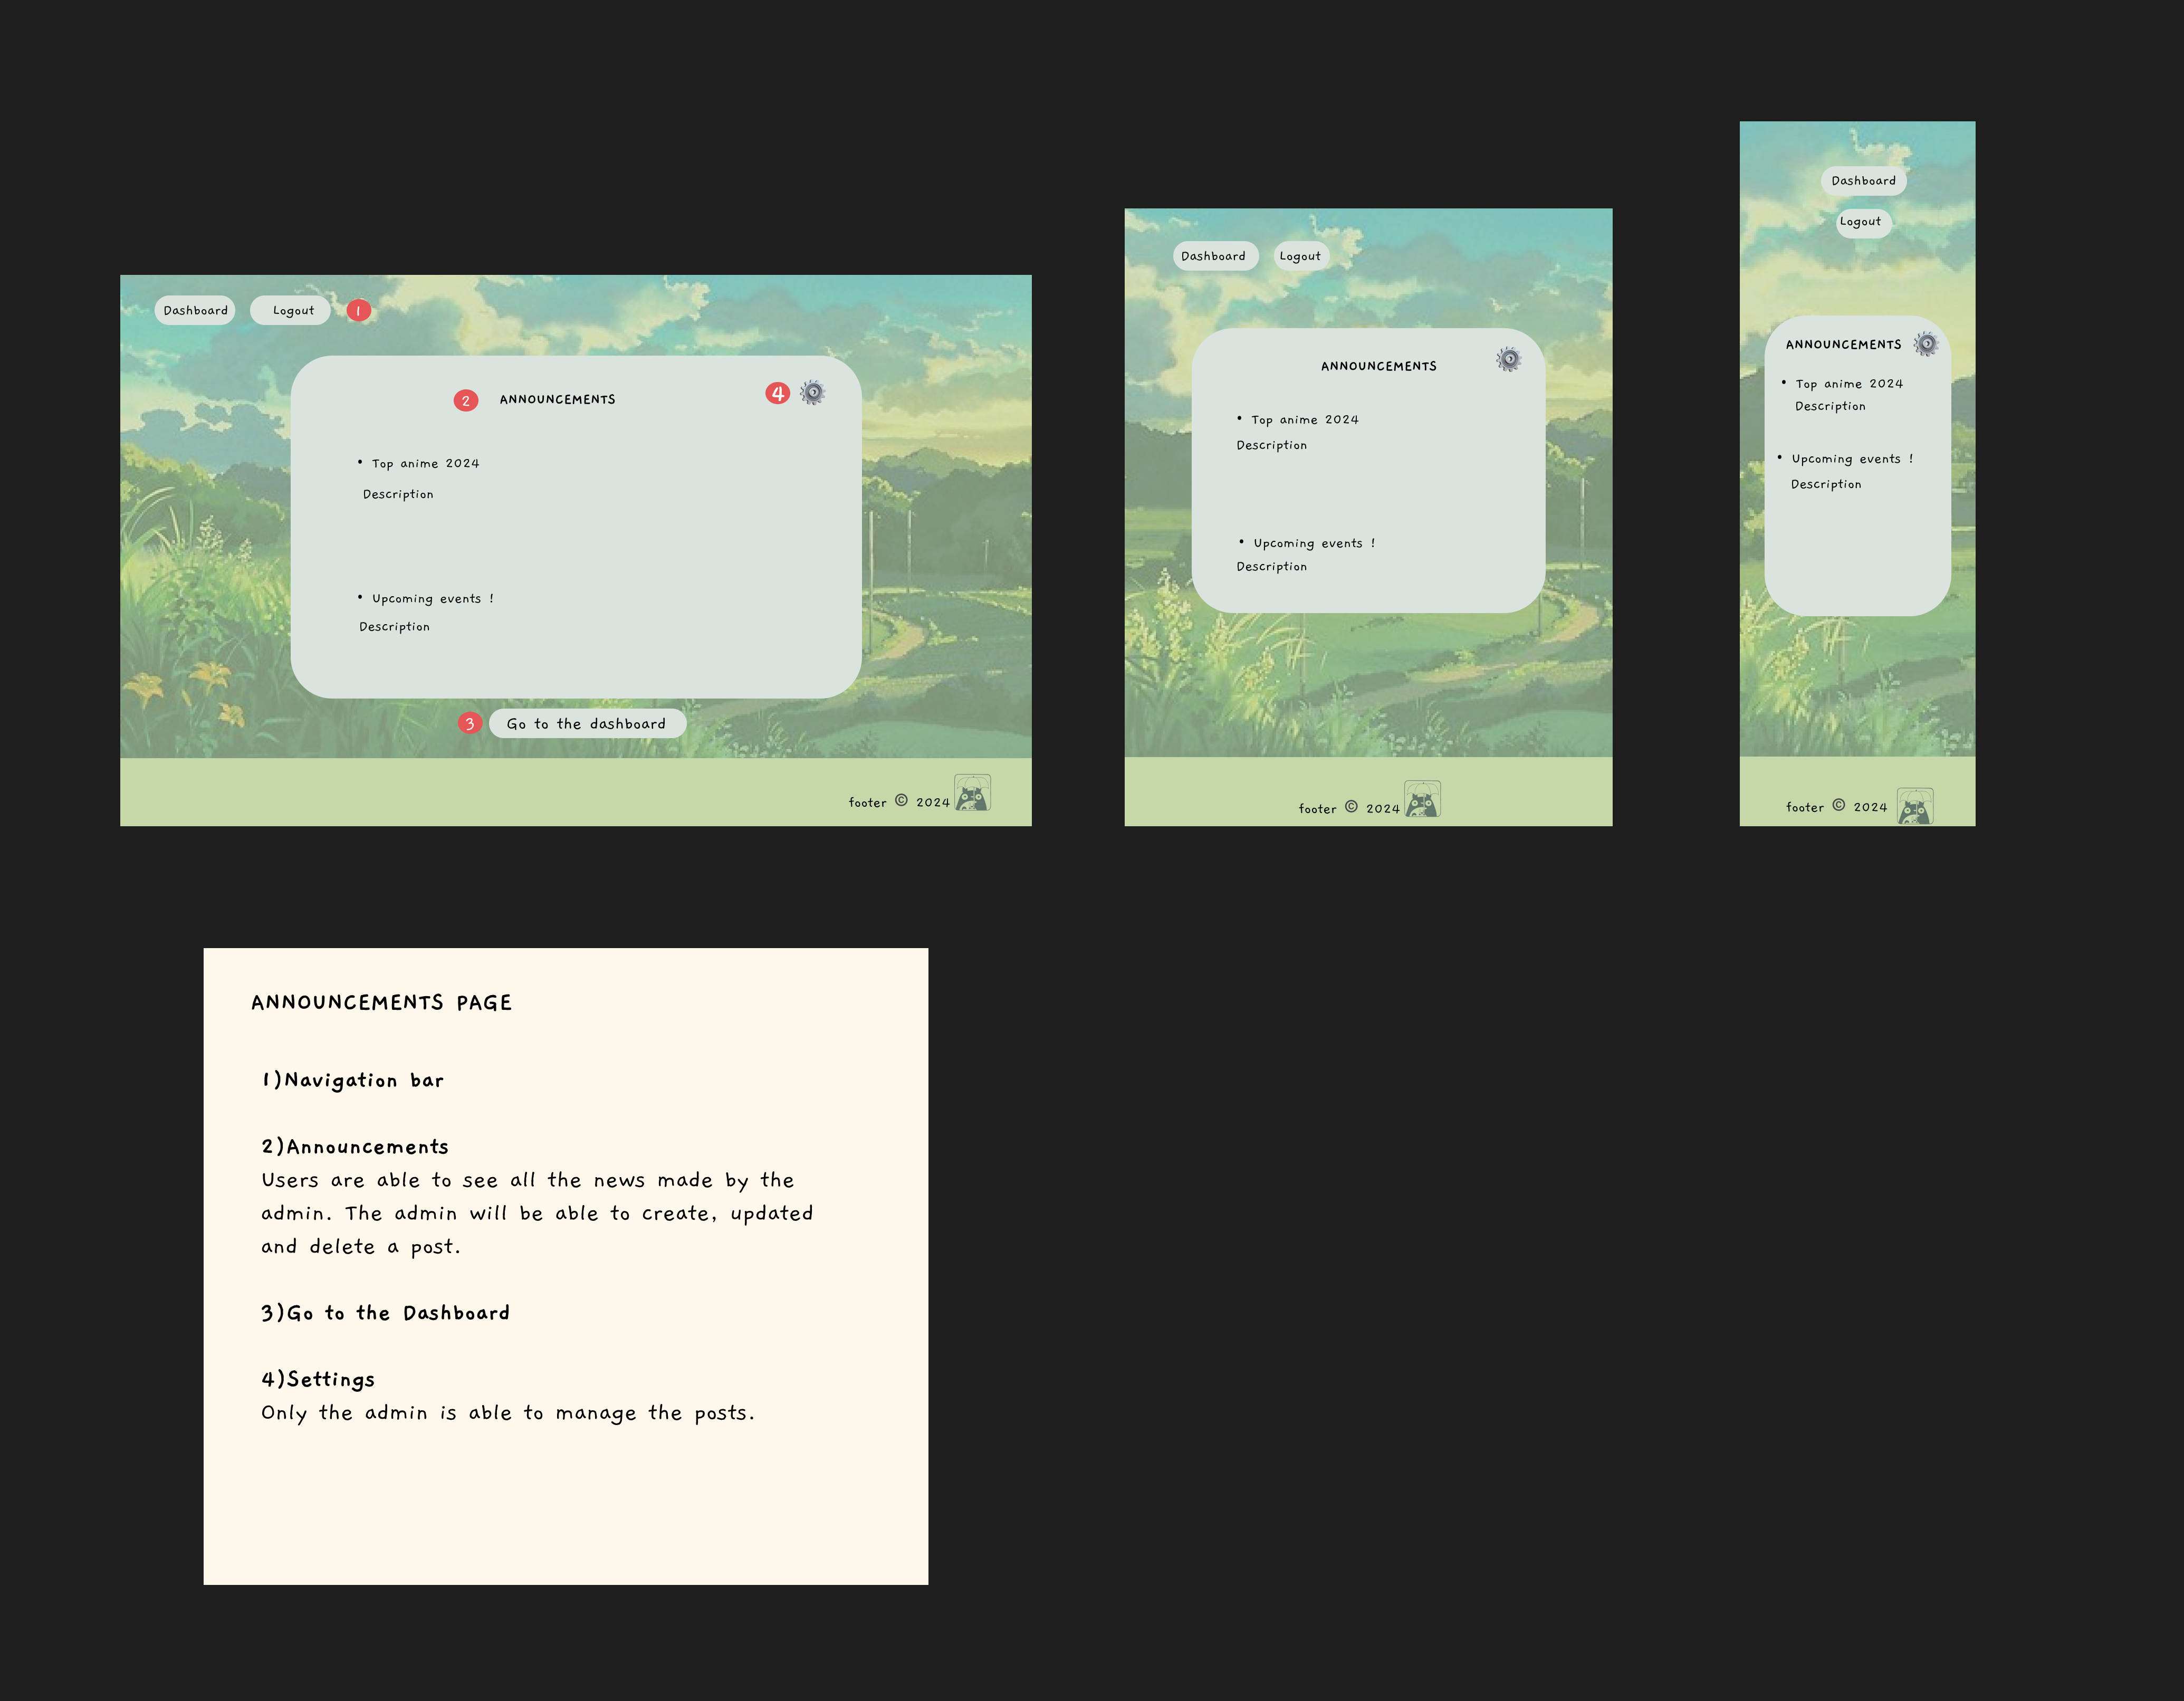 Dashboard Logout 1
2 ANNOUNCEMENTS 4
• Top anime 2024
Description
• Upcoming events !
Description
3 Go to the dashboard
footer © 2024
Dashboard Logout
ANNOUNCEMENTS
• Top anime 2024
Description
• Upcoming events !
Description
footer © 2024
Dashboard
Logout
ANNOUNCEMENTS
• Top anime 2024
Description
• Upcoming events !
Description
footer © 2024
ANNOUNCEMENTS PAGE
1)Navigation bar
2)Announcements
Users are able to see all the news made by the
admin. The admin will be able to create, updated
and delete a post.
3)Go to the Dashboard
4)Settings
Only the admin is able to manage the posts.